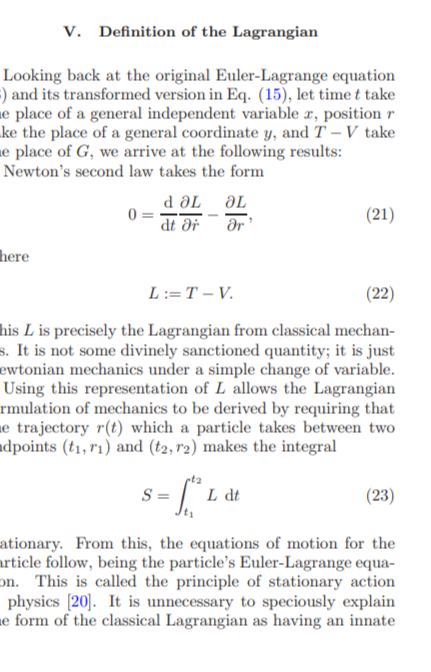 V. Definition of the Lagrangian
Looking back at the original Euler-Lagrange equation
) and its transformed version in Eq. (15), let time t take
e place of a general independent variable x, position r
ke the place of a general coordinate y, and T − V take
e place of G, we arrive at the following results:
Newton's second law takes the form
0 = d/dt ∂L/∂ṙ − ∂L/∂r, (21)
here
L := T − V. (22)
his L is precisely the Lagrangian from classical mechan-
s. It is not some divinely sanctioned quantity; it is just
ewtonian mechanics under a simple change of variable.
Using this representation of L allows the Lagrangian
rmulation of mechanics to be derived by requiring that
e trajectory r(t) which a particle takes between two
ndpoints (t₁, r₁) and (t₂, r₂) makes the integral
S = ∫_{t₁}^{t₂} L dt (23)
ationary. From this, the equations of motion for the
article follow, being the particle's Euler-Lagrange equa-
on. This is called the principle of stationary action
physics [20]. It is unnecessary to speciously explain
e form of the classical Lagrangian as having an innate